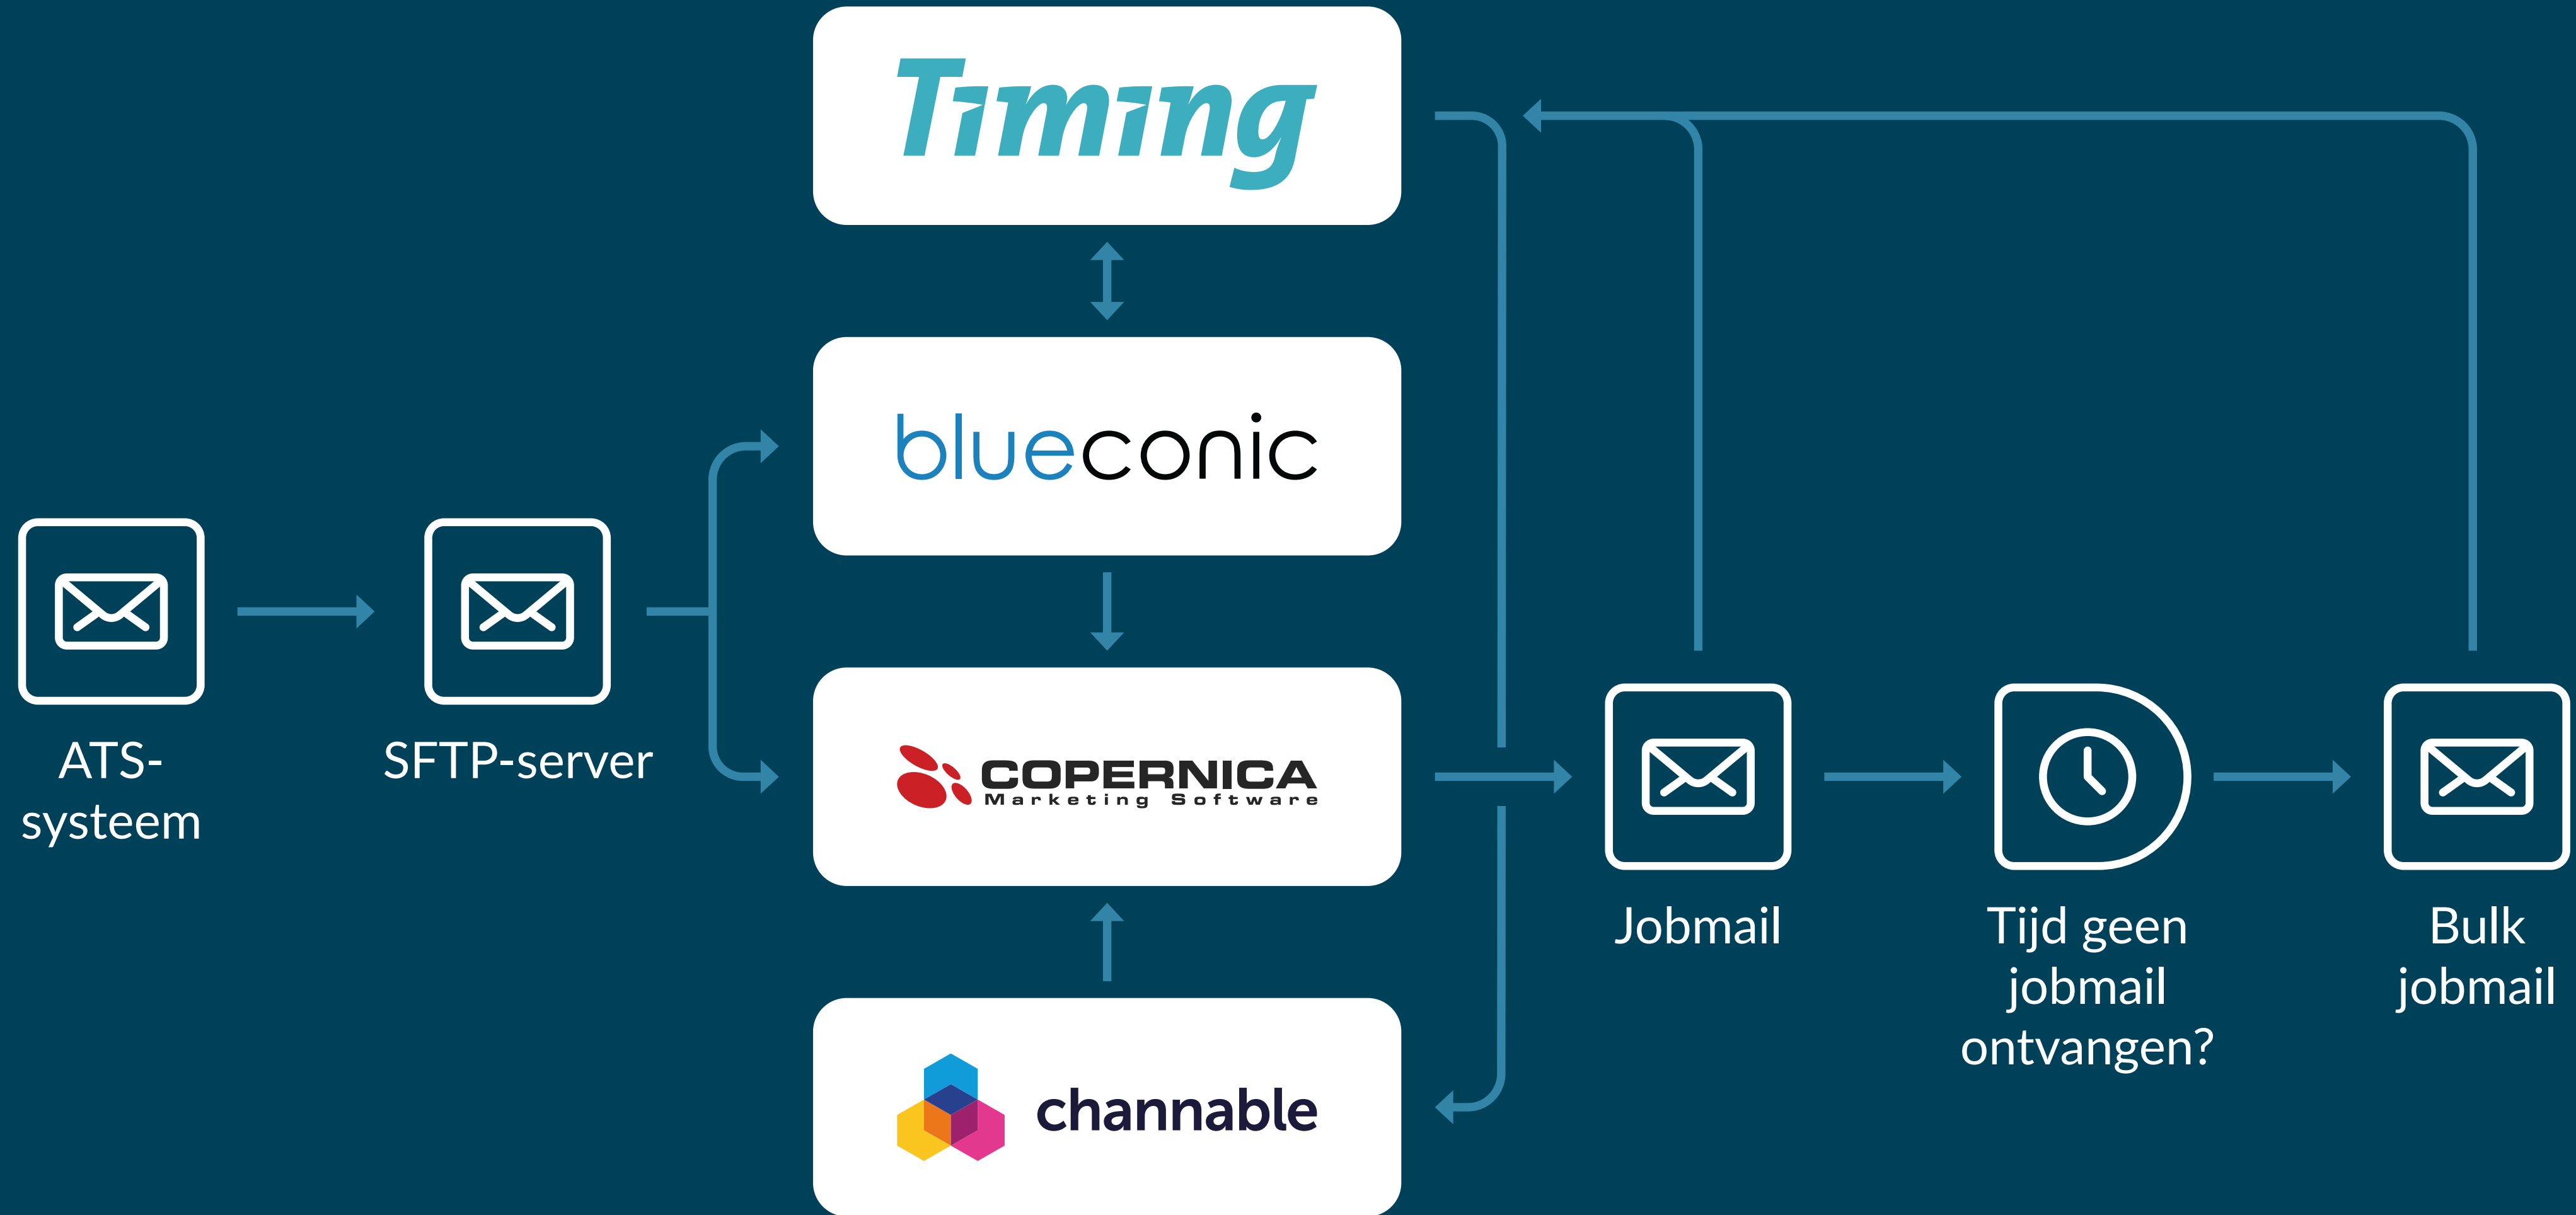 Timing
blueconic
ATS-
systeem
SFTP-server
COPERNICA
Marketing Software
Jobmail
Tijd geen
jobmail
ontvangen?
Bulk
jobmail
channable